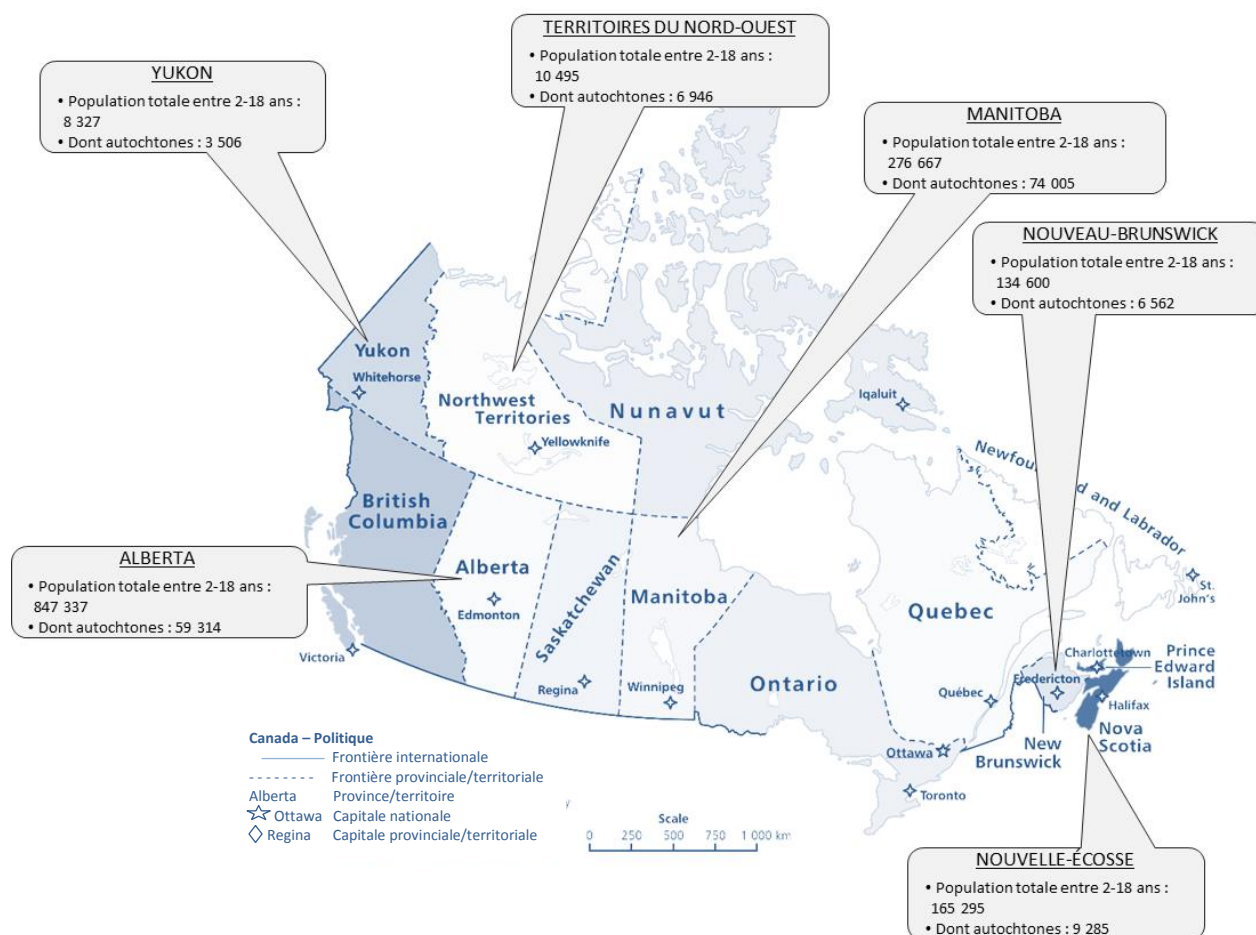 TERRITOIRES DU NORD-OUEST
• Population totale entre 2-18 ans :
10 495
• Dont autochtones : 6 946
YUKON
• Population totale entre 2-18 ans :
8 327
• Dont autochtones : 3 506
MANITOBA
• Population totale entre 2-18 ans :
276 667
• Dont autochtones : 74 005
NOUVEAU-BRUNSWICK
• Population totale entre 2-18 ans :
134 600
• Dont autochtones : 6 562
Yukon
Whitehorse
Northwest
Territories
Yellowknife
Nunavut
Iqaluit
British
Columbia
Newfou
d and Labrador
ALBERTA
• Population totale entre 2-18 ans :
847 337
• Dont autochtones : 59 314
Alberta
Edmonton
Saskatchewan
Manitoba
Quebec
St.
John's
Victoria
Regina
Winnipeg
Ontario
Québec
Charlottetown
Prince
Edward
Island
Fredericton
Halifax
Nova
Scotia
New
Brunswick
Ottawa
Toronto
Canada – Politique
Frontière internationale
Frontière provinciale/territoriale
Alberta Province/territoire
Ottawa Capitale nationale
Regina Capitale provinciale/territoriale
Scale
0 250 500 750 1 000 km
NOUVELLE-ÉCOSSE
• Population totale entre 2-18 ans :
165 295
• Dont autochtones : 9 285